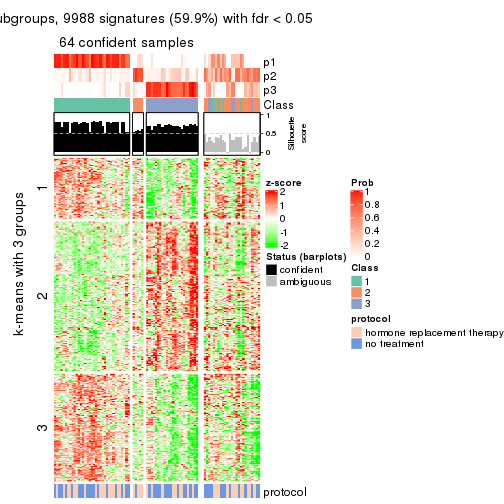 ubgroups, 9988 signatures (59.9%) with fdr < 0.05
64 confident samples
p1
p2
p3
Class
1
0.5
0
Silhouette
score
k-means with 3 groups
1
2
3
z-score
2
1
0
-1
-2
Status (barplots)
confident
ambiguous
Prob
1
0.8
0.6
0.4
0.2
0
Class
1
2
3
protocol
hormone replacement therapy
no treatment
protocol